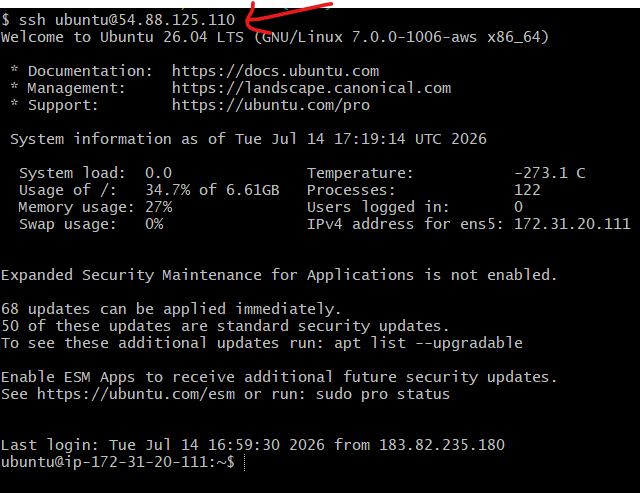 $ ssh ubuntu@54.88.125.110
Welcome to Ubuntu 26.04 LTS (GNU/Linux 7.0.0-1006-aws x86_64)
* Documentation: https://docs.ubuntu.com
* Management: https://landscape.canonical.com
* Support: https://ubuntu.com/pro
System information as of Tue Jul 14 17:19:14 UTC 2026
System load: 0.0 Temperature: -273.1 C
Usage of /: 34.7% of 6.61GB Processes: 122
Memory usage: 27% Users logged in: 0
Swap usage: 0% IPv4 address for ens5: 172.31.20.111
Expanded Security Maintenance for Applications is not enabled.
68 updates can be applied immediately.
50 of these updates are standard security updates.
To see these additional updates run: apt list --upgradable
Enable ESM Apps to receive additional future security updates.
See https://ubuntu.com/esm or run: sudo pro status
Last login: Tue Jul 14 16:59:30 2026 from 183.82.235.180
ubuntu@ip-172-31-20-111:~$